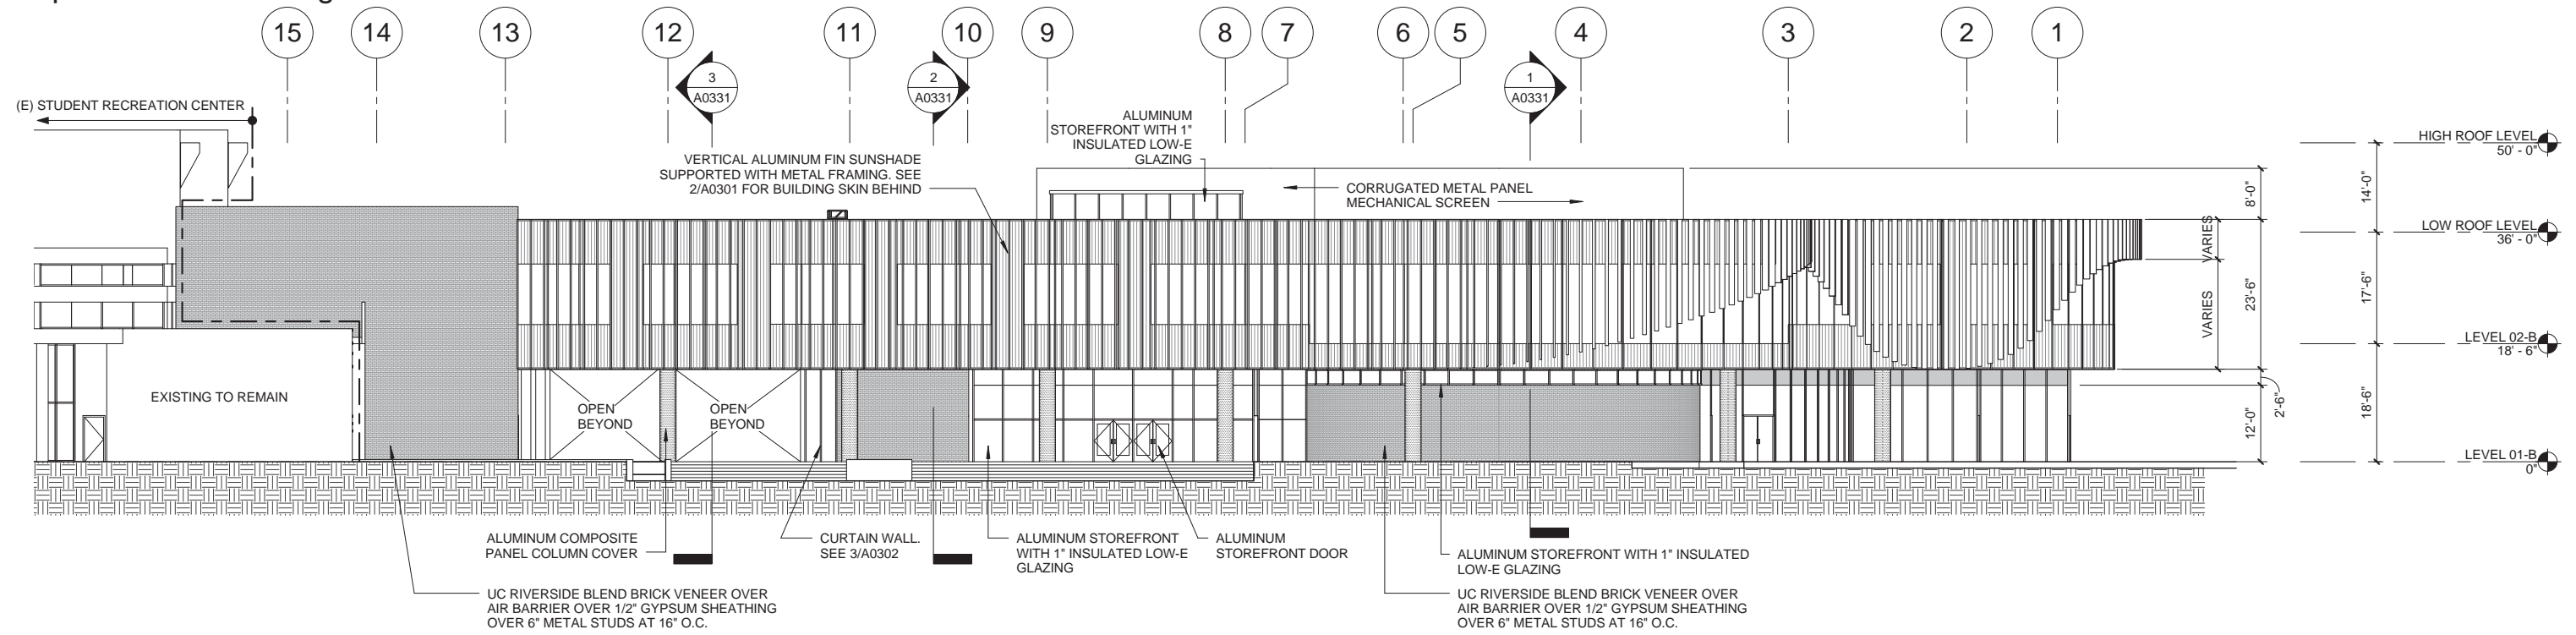 15
14
13
12
11
10
9
8
7
6
5
4
3
2
1
3
A0331
2
A0331
1
A0331
(E) STUDENT RECREATION CENTER
ALUMINUM
STOREFRONT WITH 1"
INSULATED LOW-E
GLAZING
VERTICAL ALUMINUM FIN SUNSHADE
SUPPORTED WITH METAL FRAMING. SEE
2/A0301 FOR BUILDING SKIN BEHIND
CORRUGATED METAL PANEL
MECHANICAL SCREEN
HIGH ROOF LEVEL
50' - 0"
LOW ROOF LEVEL
36' - 0"
LEVEL 02-B
18' - 6"
LEVEL 01-B
0"
8'-0"
14'-0"
VARIES
VARIES
23'-6"
17'-6"
12'-0"
2'-6"
18'-6"
EXISTING TO REMAIN
OPEN
BEYOND
OPEN
BEYOND
ALUMINUM COMPOSITE
PANEL COLUMN COVER
CURTAIN WALL.
SEE 3/A0302
ALUMINUM STOREFRONT
WITH 1" INSULATED LOW-E
GLAZING
ALUMINUM
STOREFRONT DOOR
ALUMINUM STOREFRONT WITH 1" INSULATED
LOW-E GLAZING
UC RIVERSIDE BLEND BRICK VENEER OVER
AIR BARRIER OVER 1/2" GYPSUM SHEATHING
OVER 6" METAL STUDS AT 16" O.C.
UC RIVERSIDE BLEND BRICK VENEER OVER
AIR BARRIER OVER 1/2" GYPSUM SHEATHING
OVER 6" METAL STUDS AT 16" O.C.